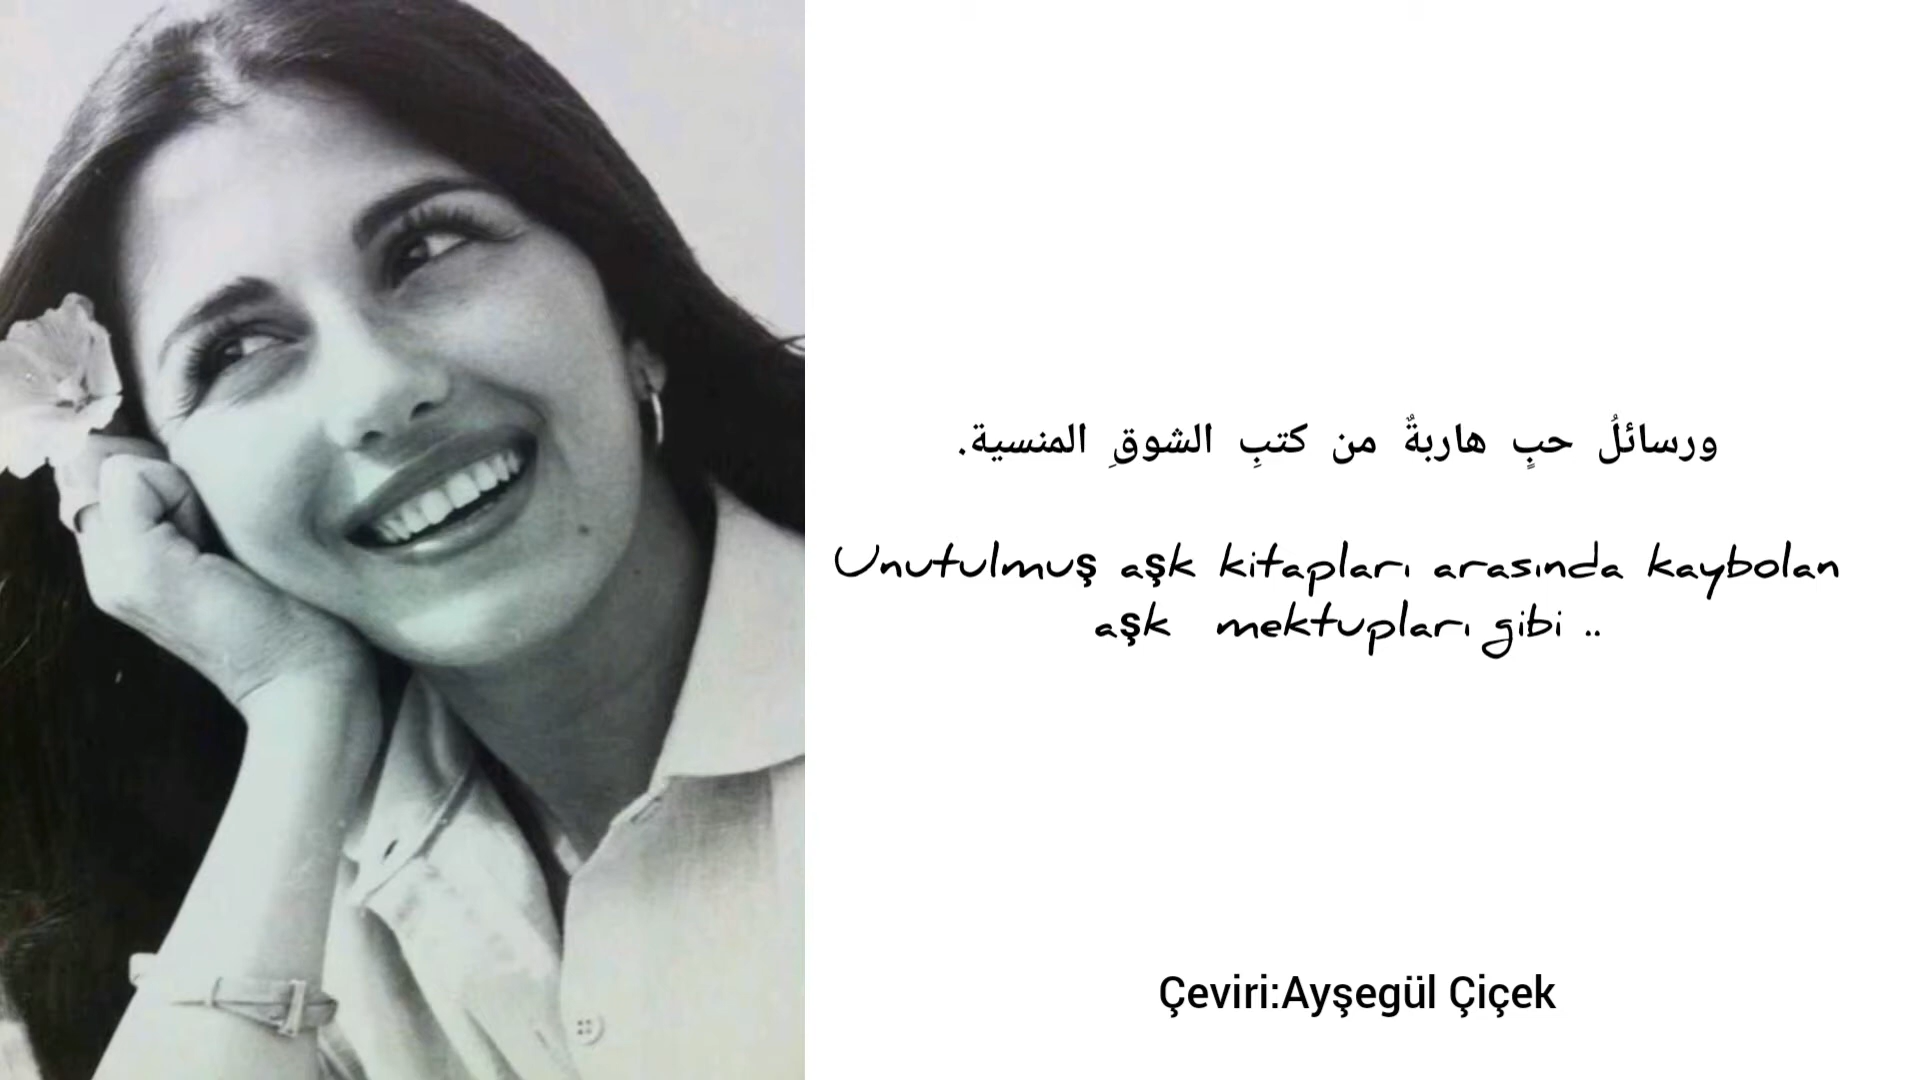 ورسائلُ حبٍ هاربةٌ من كتبِ الشوقِ المنسية.
Unutulmuş aşk kitapları arasında kaybolan
aşk mektupları gibi ..
Çeviri:Ayşegül Çiçek